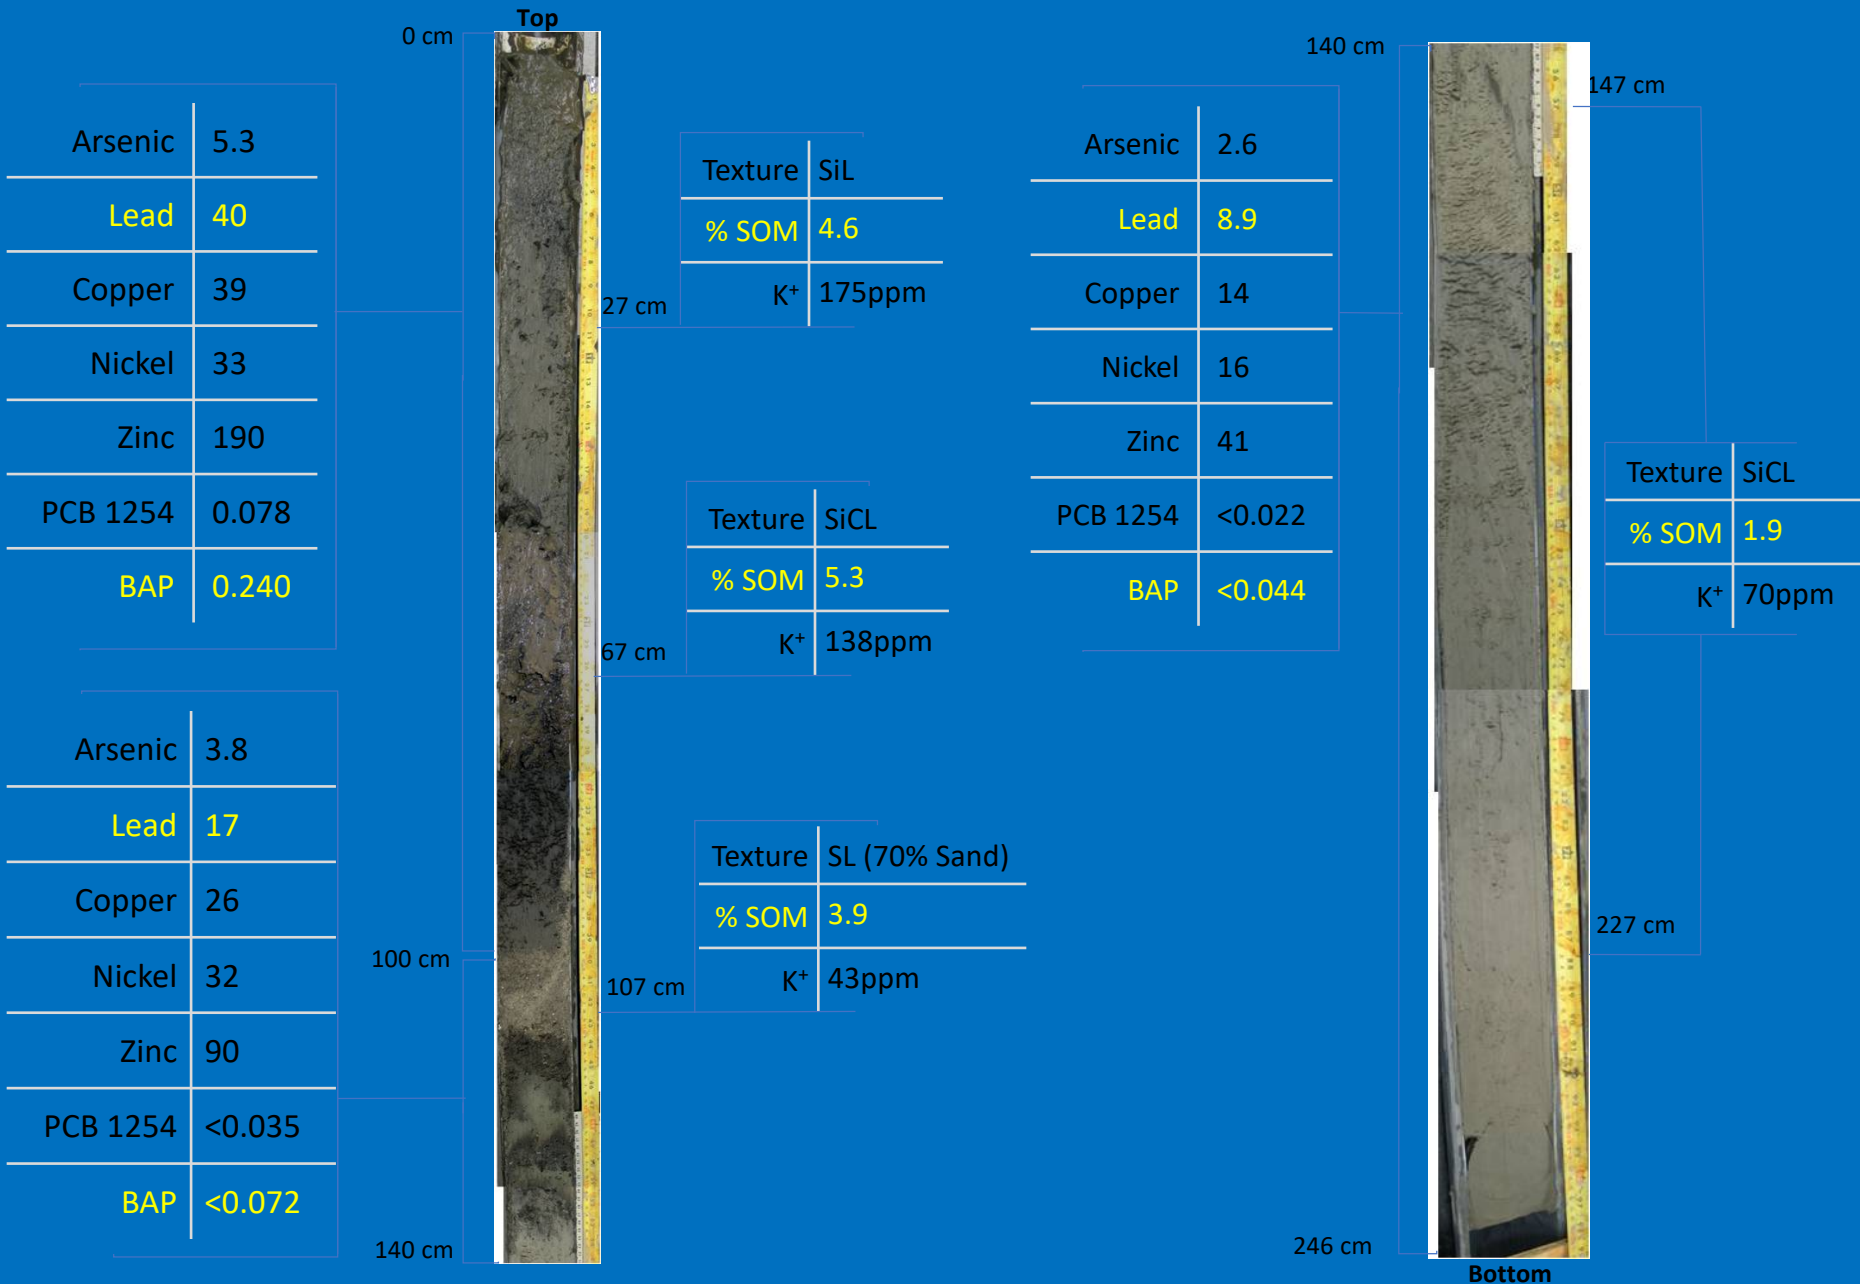 Top
0 cm
Arsenic 5.3
Lead 40
Copper 39
Nickel 33
Zinc 190
PCB 1254 0.078
BAP 0.240
Arsenic 3.8
Lead 17
Copper 26
Nickel 32
Zinc 90
PCB 1254 <0.035
BAP <0.072
100 cm
140 cm
Texture SiL
% SOM 4.6
K⁺ 175ppm
27 cm
Texture SiCL
% SOM 5.3
K⁺ 138ppm
67 cm
Texture SL (70% Sand)
% SOM 3.9
K⁺ 43ppm
107 cm
140 cm
Arsenic 2.6
Lead 8.9
Copper 14
Nickel 16
Zinc 41
PCB 1254 <0.022
BAP <0.044
147 cm
Texture SiCL
% SOM 1.9
K⁺ 70ppm
227 cm
246 cm
Bottom